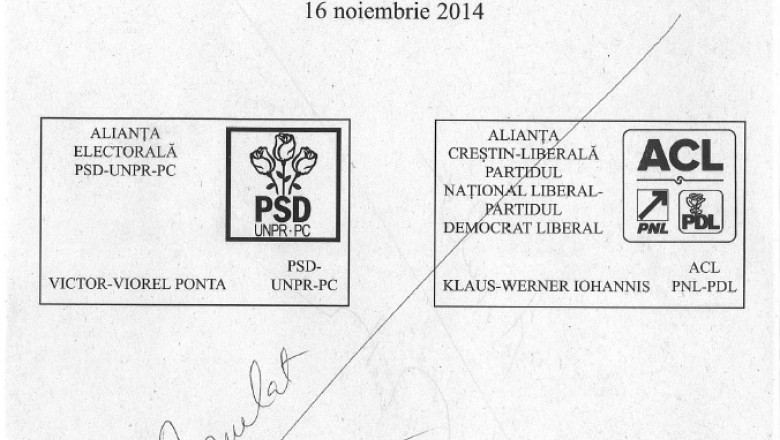 16 noiembrie 2014
ALIANȚA
ELECTORALĂ
PSD-UNPR-PC
PSD
UNPR-PC
VICTOR-VIOREL PONTA
PSD-
UNPR-PC
ALIANȚA
CREȘTIN-LIBERALĂ
PARTIDUL
NAȚIONAL LIBERAL-
PARTIDUL
DEMOCRAT LIBERAL
ACL
PNL
PDL
KLAUS-WERNER IOHANNIS
ACL
PNL-PDL
Anulat